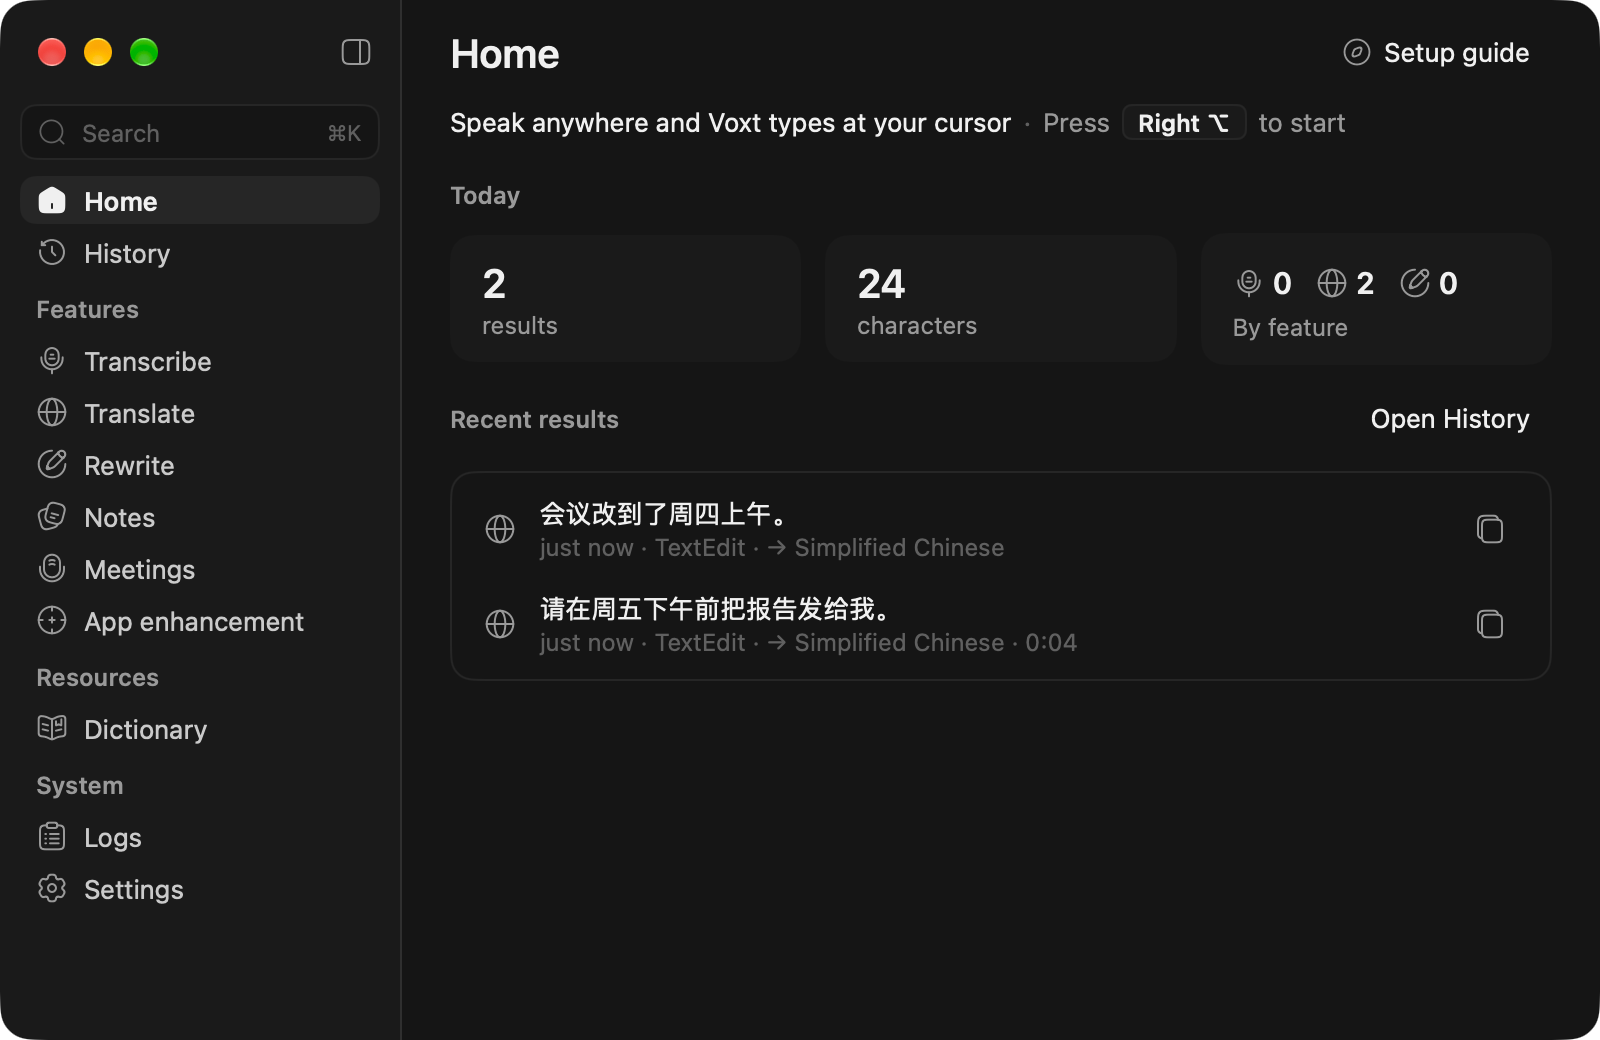 Home
Setup guide
Search ⌘K
Speak anywhere and Voxt types at your cursor · Press Right ⌥ to start
Home
History
Features
Transcribe
Translate
Rewrite
Notes
Meetings
App enhancement
Resources
Dictionary
System
Logs
Settings
Today
2
results
24
characters
0 2 0
By feature
Recent results
Open History
会议改到了周四上午。
just now · TextEdit · → Simplified Chinese
请在周五下午前把报告发给我。
just now · TextEdit · → Simplified Chinese · 0:04